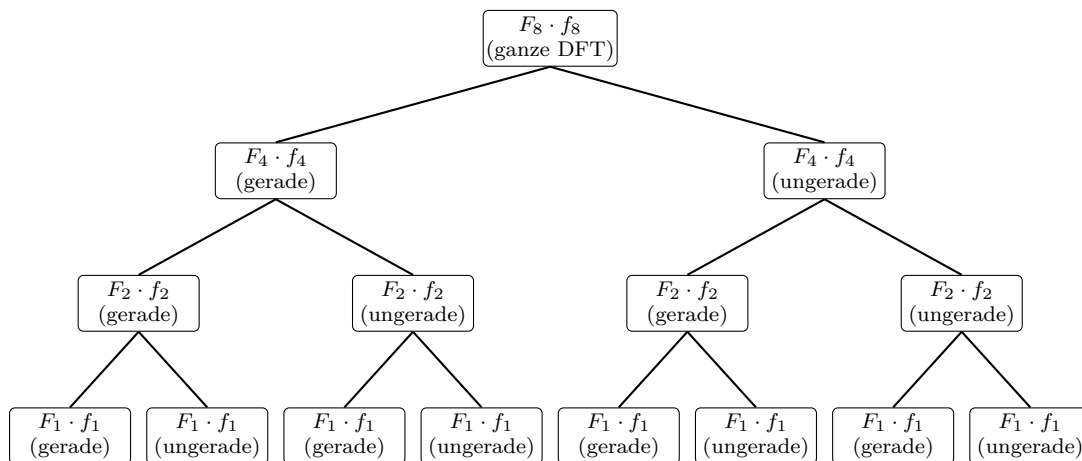 F₈ · f₈
(ganze DFT)
F₄ · f₄
(gerade)
F₄ · f₄
(ungerade)
F₂ · f₂
(gerade)
F₂ · f₂
(ungerade)
F₂ · f₂
(gerade)
F₂ · f₂
(ungerade)
F₁ · f₁
(gerade)
F₁ · f₁
(ungerade)
F₁ · f₁
(gerade)
F₁ · f₁
(ungerade)
F₁ · f₁
(gerade)
F₁ · f₁
(ungerade)
F₁ · f₁
(gerade)
F₁ · f₁
(ungerade)